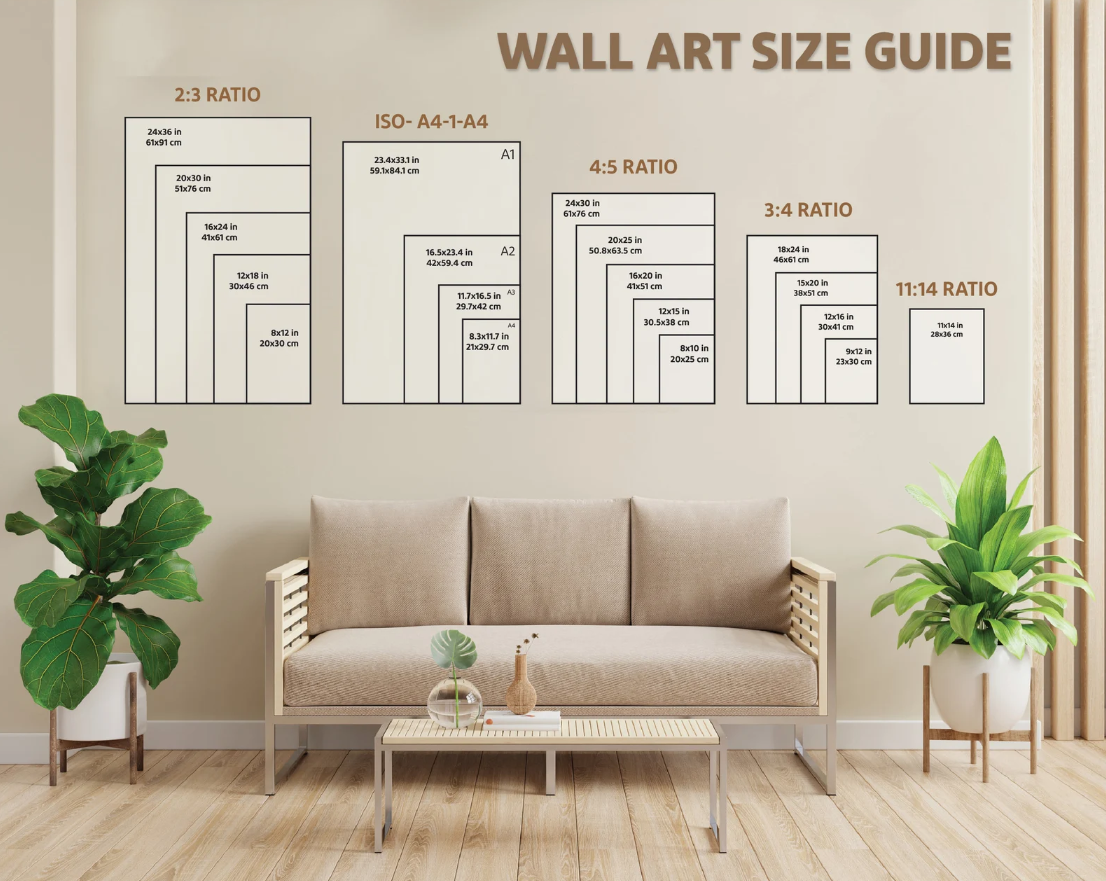 WALL ART SIZE GUIDE
2:3 RATIO
24x36 in
61x91 cm
20x30 in
51x76 cm
16x24 in
41x61 cm
12x18 in
30x46 cm
8x12 in
20x30 cm
ISO- A4-1-A4
A1
23.4x33.1 in
59.1x84.1 cm
A2
16.5x23.4 in
42x59.4 cm
A3
11.7x16.5 in
29.7x42 cm
A4
8.3x11.7 in
21x29.7 cm
4:5 RATIO
24x30 in
61x76 cm
20x25 in
50.8x63.5 cm
16x20 in
41x51 cm
12x15 in
30.5x38 cm
8x10 in
20x25 cm
3:4 RATIO
18x24 in
46x61 cm
15x20 in
38x51 cm
12x16 in
30x41 cm
9x12 in
23x30 cm
11:14 RATIO
11x14 in
28x36 cm